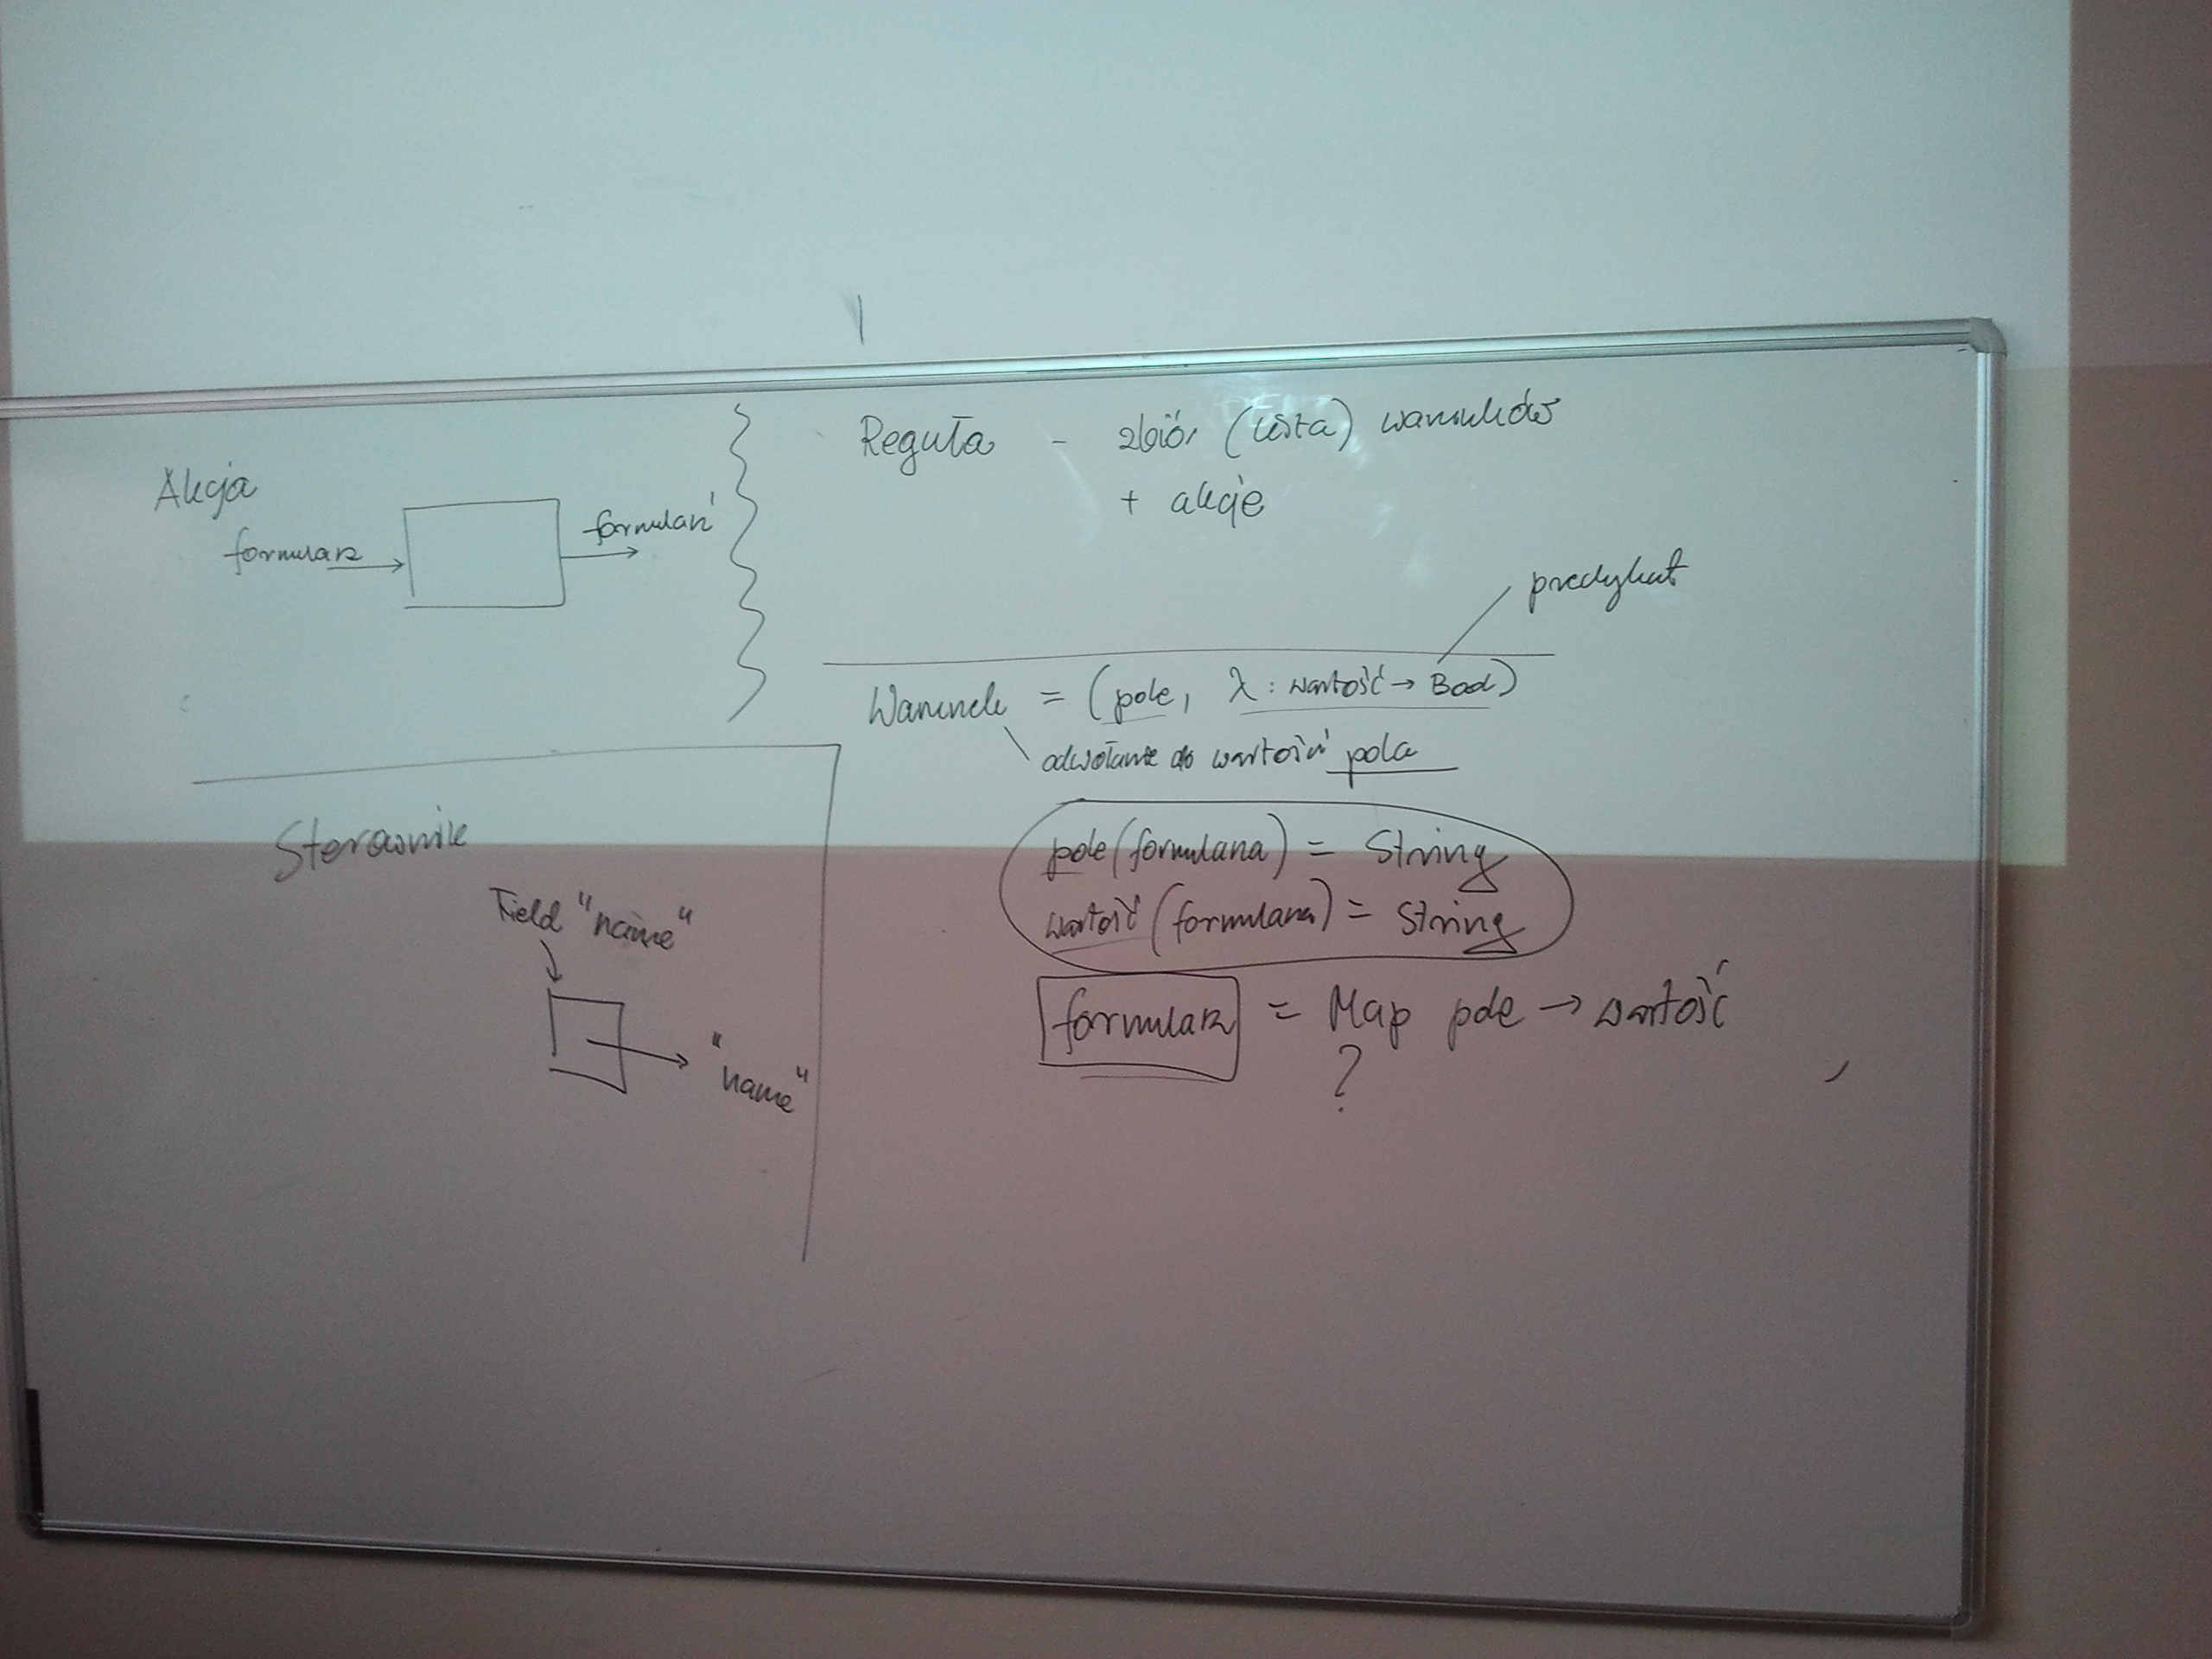 Akcja
formularz
formularz'
Reguła - zbiór (lista) warunków
+ akcje
predykat
Warunek = (pole, λ : wartość → Bool)
odwołanie do wartości pola
pole (formularza) = String
wartość (formularza) = String
formularz = Map pole → wartość
?
Sterownik
Field "name"
"name"